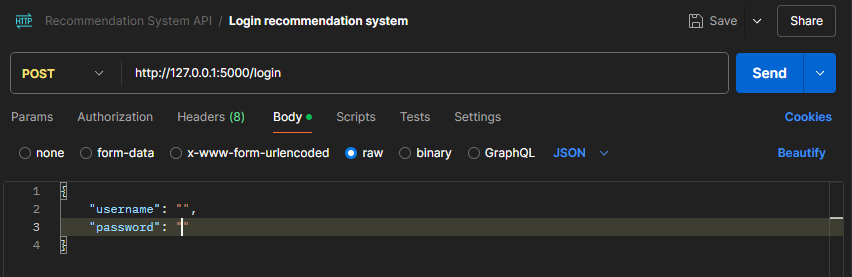 HTTP Recommendation System API / Login recommendation system Save Share
POST http://127.0.0.1:5000/login Send
Params Authorization Headers (8) Body Scripts Tests Settings Cookies
none form-data x-www-form-urlencoded raw binary GraphQL JSON Beautify
1 {
2 "username": "",
3 "password": ""
4 }